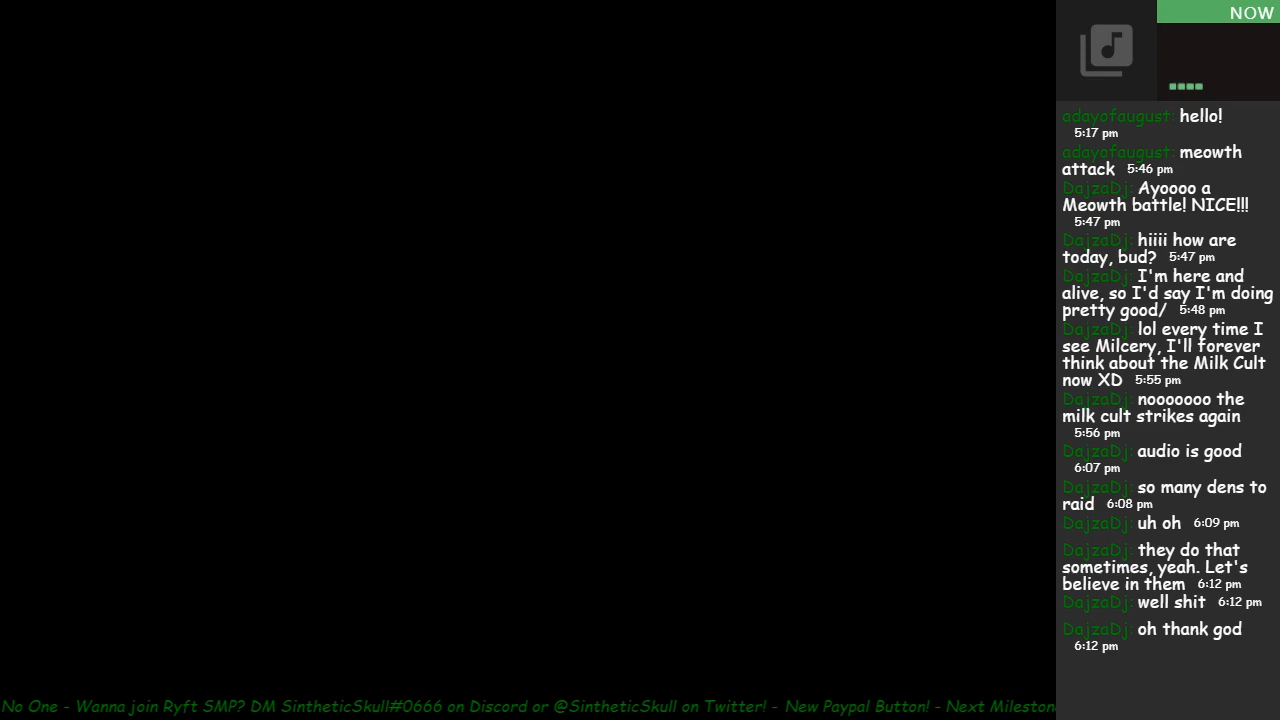 NOW
adayofaugust: hello!
5:17 pm
adayofaugust: meowth
attack 5:46 pm
DajzaDj: Ayoooo a
Meowth battle! NICE!!!
5:47 pm
DajzaDj: hiiii how are
today, bud? 5:47 pm
DajzaDj: I'm here and
alive, so I'd say I'm doing
pretty good/ 5:48 pm
DajzaDj: lol every time I
see Milcery, I'll forever
think about the Milk Cult
now XD 5:55 pm
DajzaDj: nooooooo the
milk cult strikes again
5:56 pm
DajzaDj: audio is good
6:07 pm
DajzaDj: so many dens to
raid 6:08 pm
DajzaDj: uh oh 6:09 pm
DajzaDj: they do that
sometimes, yeah. Let's
believe in them 6:12 pm
DajzaDj: well shit 6:12 pm
DajzaDj: oh thank god
6:12 pm
No One - Wanna join Ryft SMP? DM SintheticSkull#0666 on Discord or @SintheticSkull on Twitter! - New Paypal Button! - Next Mileston